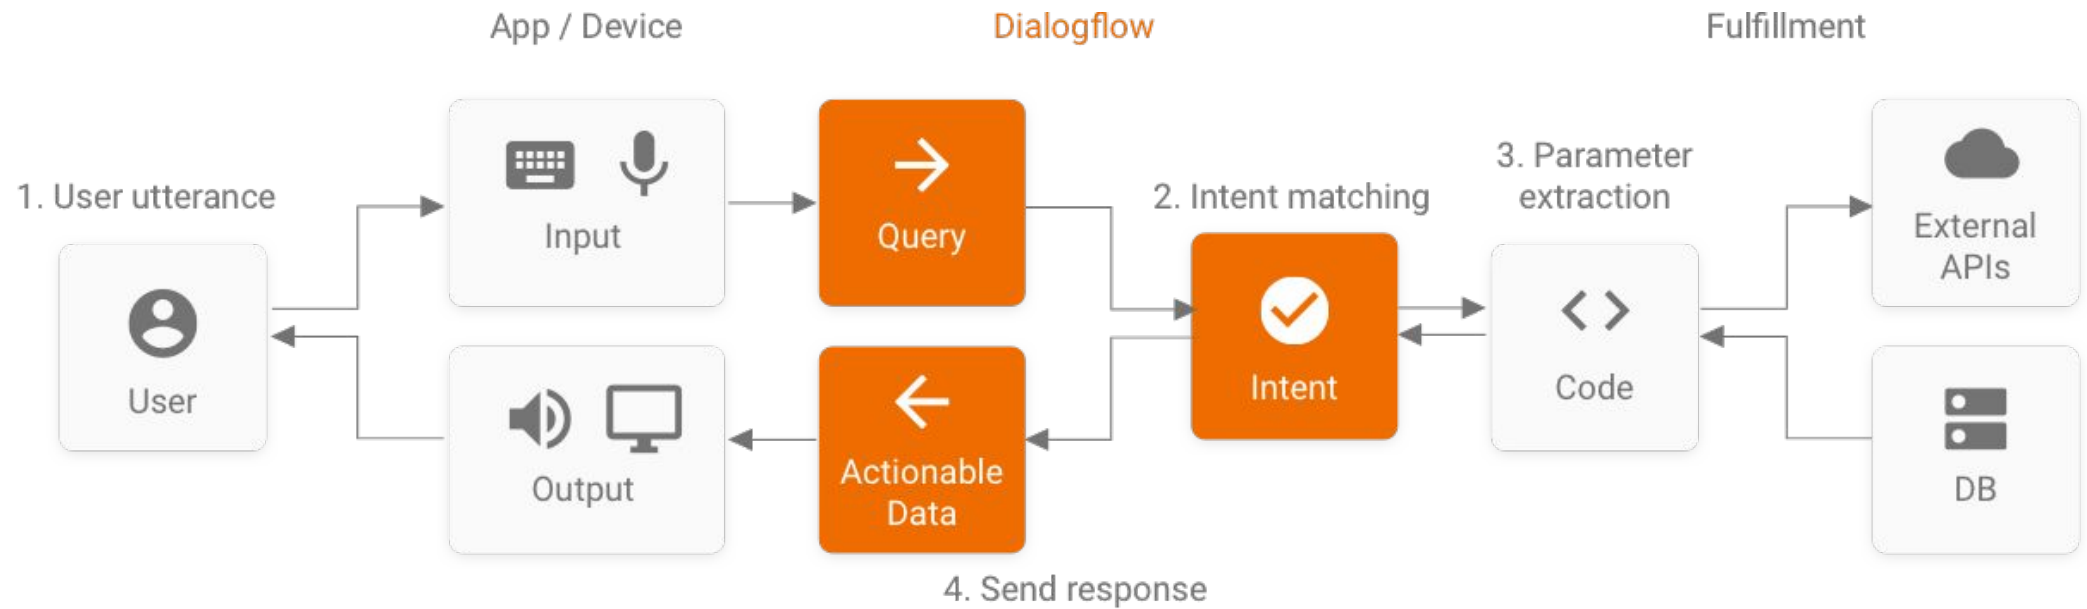 App / Device
Dialogflow
Fulfillment
1. User utterance
User
Input
Query
2. Intent matching
Intent
3. Parameter
extraction
Code
External
APIs
DB
Output
Actionable
Data
4. Send response